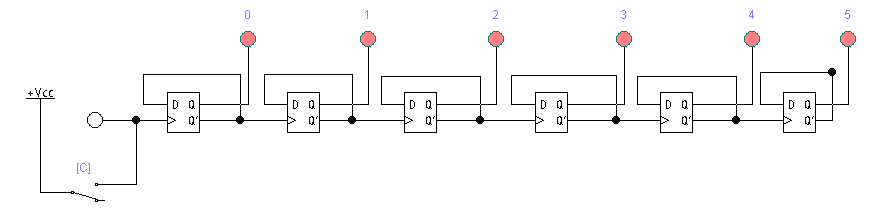 0 1 2 3 4 5
+Vcc
D Q D Q D Q D Q D Q D Q
Q' Q' Q' Q' Q' Q'
[C]